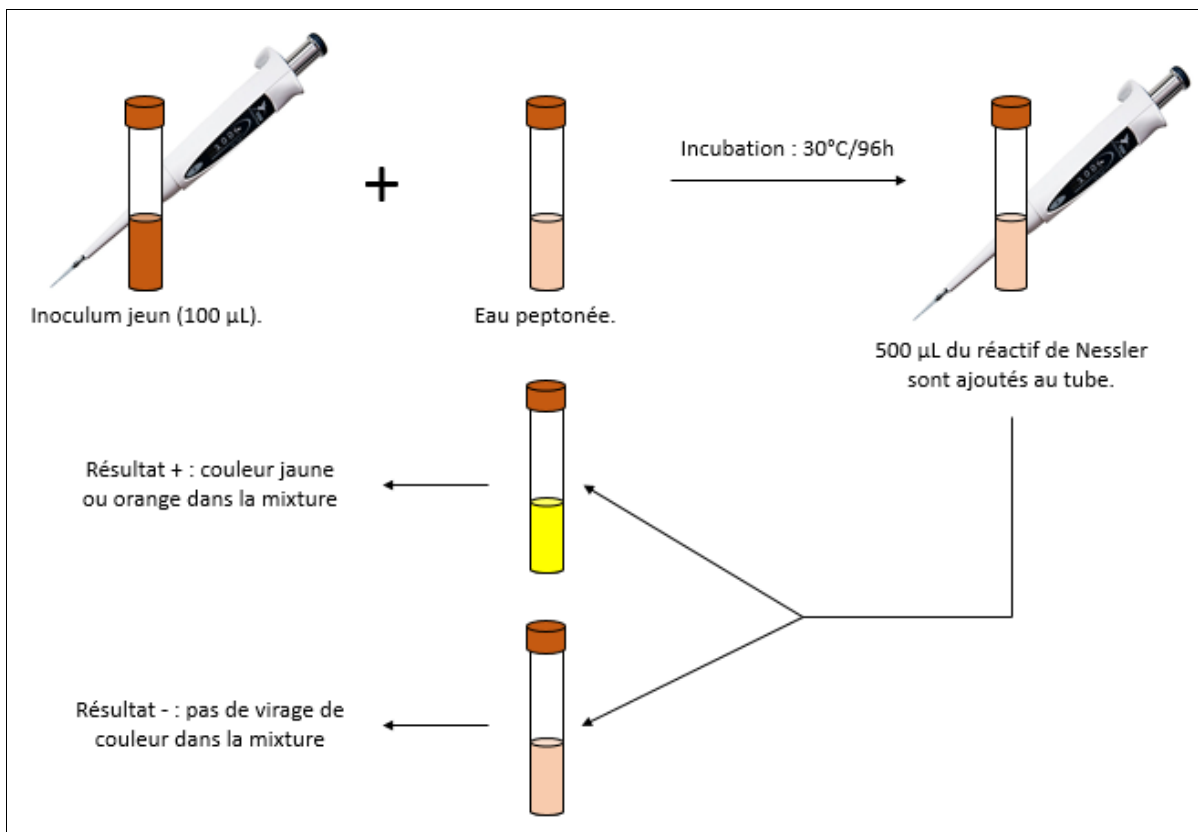 Incubation : 30°C/96h
Inoculum jeun (100 µL).
Eau peptonée.
500 µL du réactif de Nessler
sont ajoutés au tube.
Résultat + : couleur jaune
ou orange dans la mixture
Résultat - : pas de virage de
couleur dans la mixture